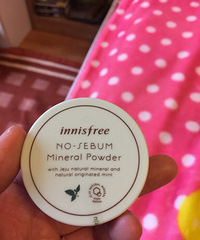 innisfree
NO-SEBUM
Mineral Powder
with Jeju natural mineral and
natural originated mint